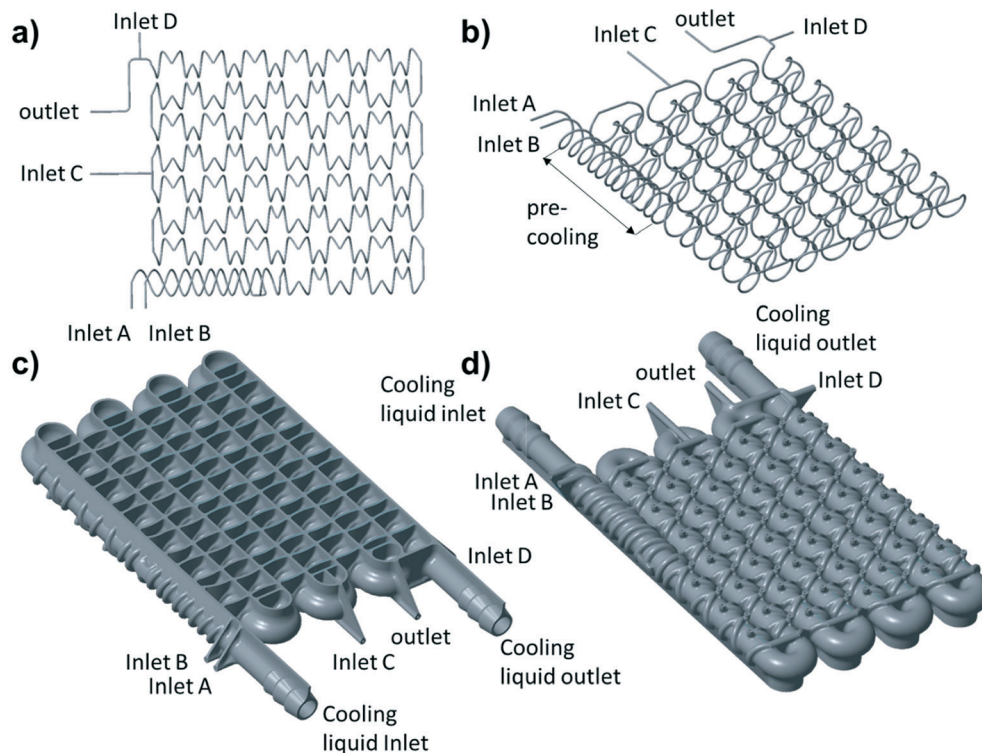 a)
Inlet D
outlet
Inlet C
Inlet A Inlet B
b)
outlet
Inlet D
Inlet C
Inlet A
Inlet B
pre-
cooling
c)
Cooling
liquid inlet
Inlet D
outlet
Inlet C
Inlet B
Inlet A
Cooling
liquid outlet
Cooling
liquid Inlet
d)
Cooling
liquid outlet
outlet
Inlet D
Inlet C
Inlet A
Inlet B